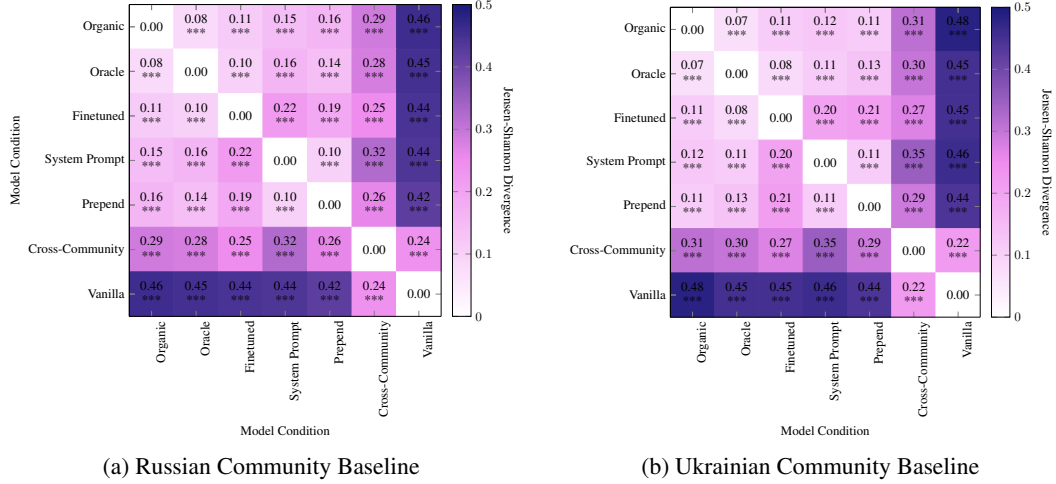 Organic 0.00 0.08 0.11 0.15 0.16 0.29 0.46
*** *** *** *** *** ***
Oracle 0.08 0.00 0.10 0.16 0.14 0.28 0.45
*** *** *** *** *** ***
Finetuned 0.11 0.10 0.00 0.22 0.19 0.25 0.44
*** *** *** *** *** ***
System Prompt 0.15 0.16 0.22 0.00 0.10 0.32 0.44
*** *** *** *** *** ***
Prepend 0.16 0.14 0.19 0.10 0.00 0.26 0.42
*** *** *** *** *** ***
Cross-Community 0.29 0.28 0.25 0.32 0.26 0.00 0.24
*** *** *** *** *** ***
Vanilla 0.46 0.45 0.44 0.44 0.42 0.24 0.00
*** *** *** *** *** ***
Organic Oracle Finetuned System Prompt Prepend Cross-Community Vanilla
Model Condition
Model Condition
0.5
0.4
0.3
0.2
0.1
0
Jensen-Shannon Divergence
(a) Russian Community Baseline
Organic 0.00 0.07 0.11 0.12 0.11 0.31 0.48
*** *** *** *** *** ***
Oracle 0.07 0.00 0.08 0.11 0.13 0.30 0.45
*** *** *** *** *** ***
Finetuned 0.11 0.08 0.00 0.20 0.21 0.27 0.45
*** *** *** *** *** ***
System Prompt 0.12 0.11 0.20 0.00 0.11 0.35 0.46
*** *** *** *** *** ***
Prepend 0.11 0.13 0.21 0.11 0.00 0.29 0.44
*** *** *** *** *** ***
Cross-Community 0.31 0.30 0.27 0.35 0.29 0.00 0.22
*** *** *** *** *** ***
Vanilla 0.48 0.45 0.45 0.46 0.44 0.22 0.00
*** *** *** *** *** ***
Organic Oracle Finetuned System Prompt Prepend Cross-Community Vanilla
Model Condition
Model Condition
0.5
0.4
0.3
0.2
0.1
0
Jensen-Shannon Divergence
(b) Ukrainian Community Baseline